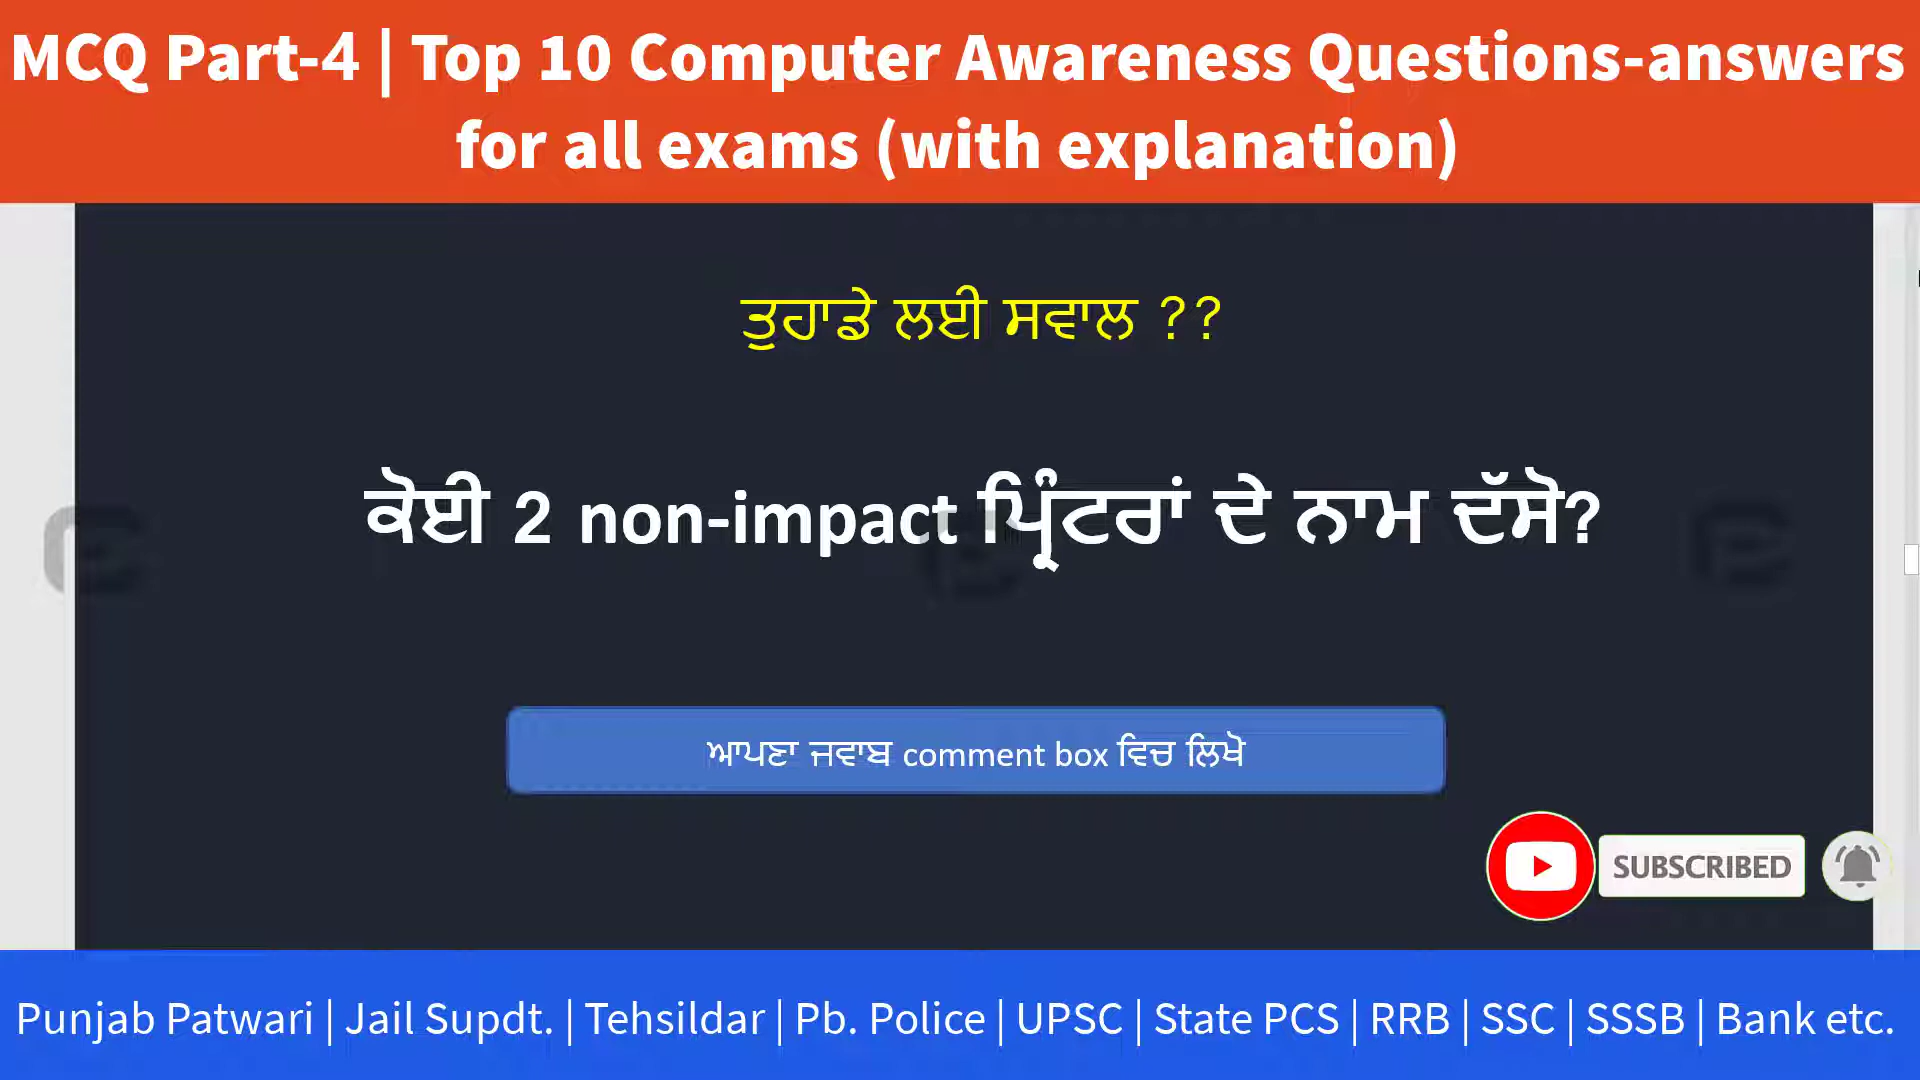 MCQ Part-4 | Top 10 Computer Awareness Questions-answers
for all exams (with explanation)
ਤੁਹਾਡੇ ਲਈ ਸਵਾਲ ??
ਕੋਈ 2 non-impact ਪ੍ਰਿੰਟਰਾਂ ਦੇ ਨਾਮ ਦੱਸੋ?
ਆਪਣਾ ਜਵਾਬ comment box ਵਿਚ ਲਿਖੋ
SUBSCRIBED
Punjab Patwari | Jail Supdt. | Tehsildar | Pb. Police | UPSC | State PCS | RRB | SSC | SSSB | Bank etc.